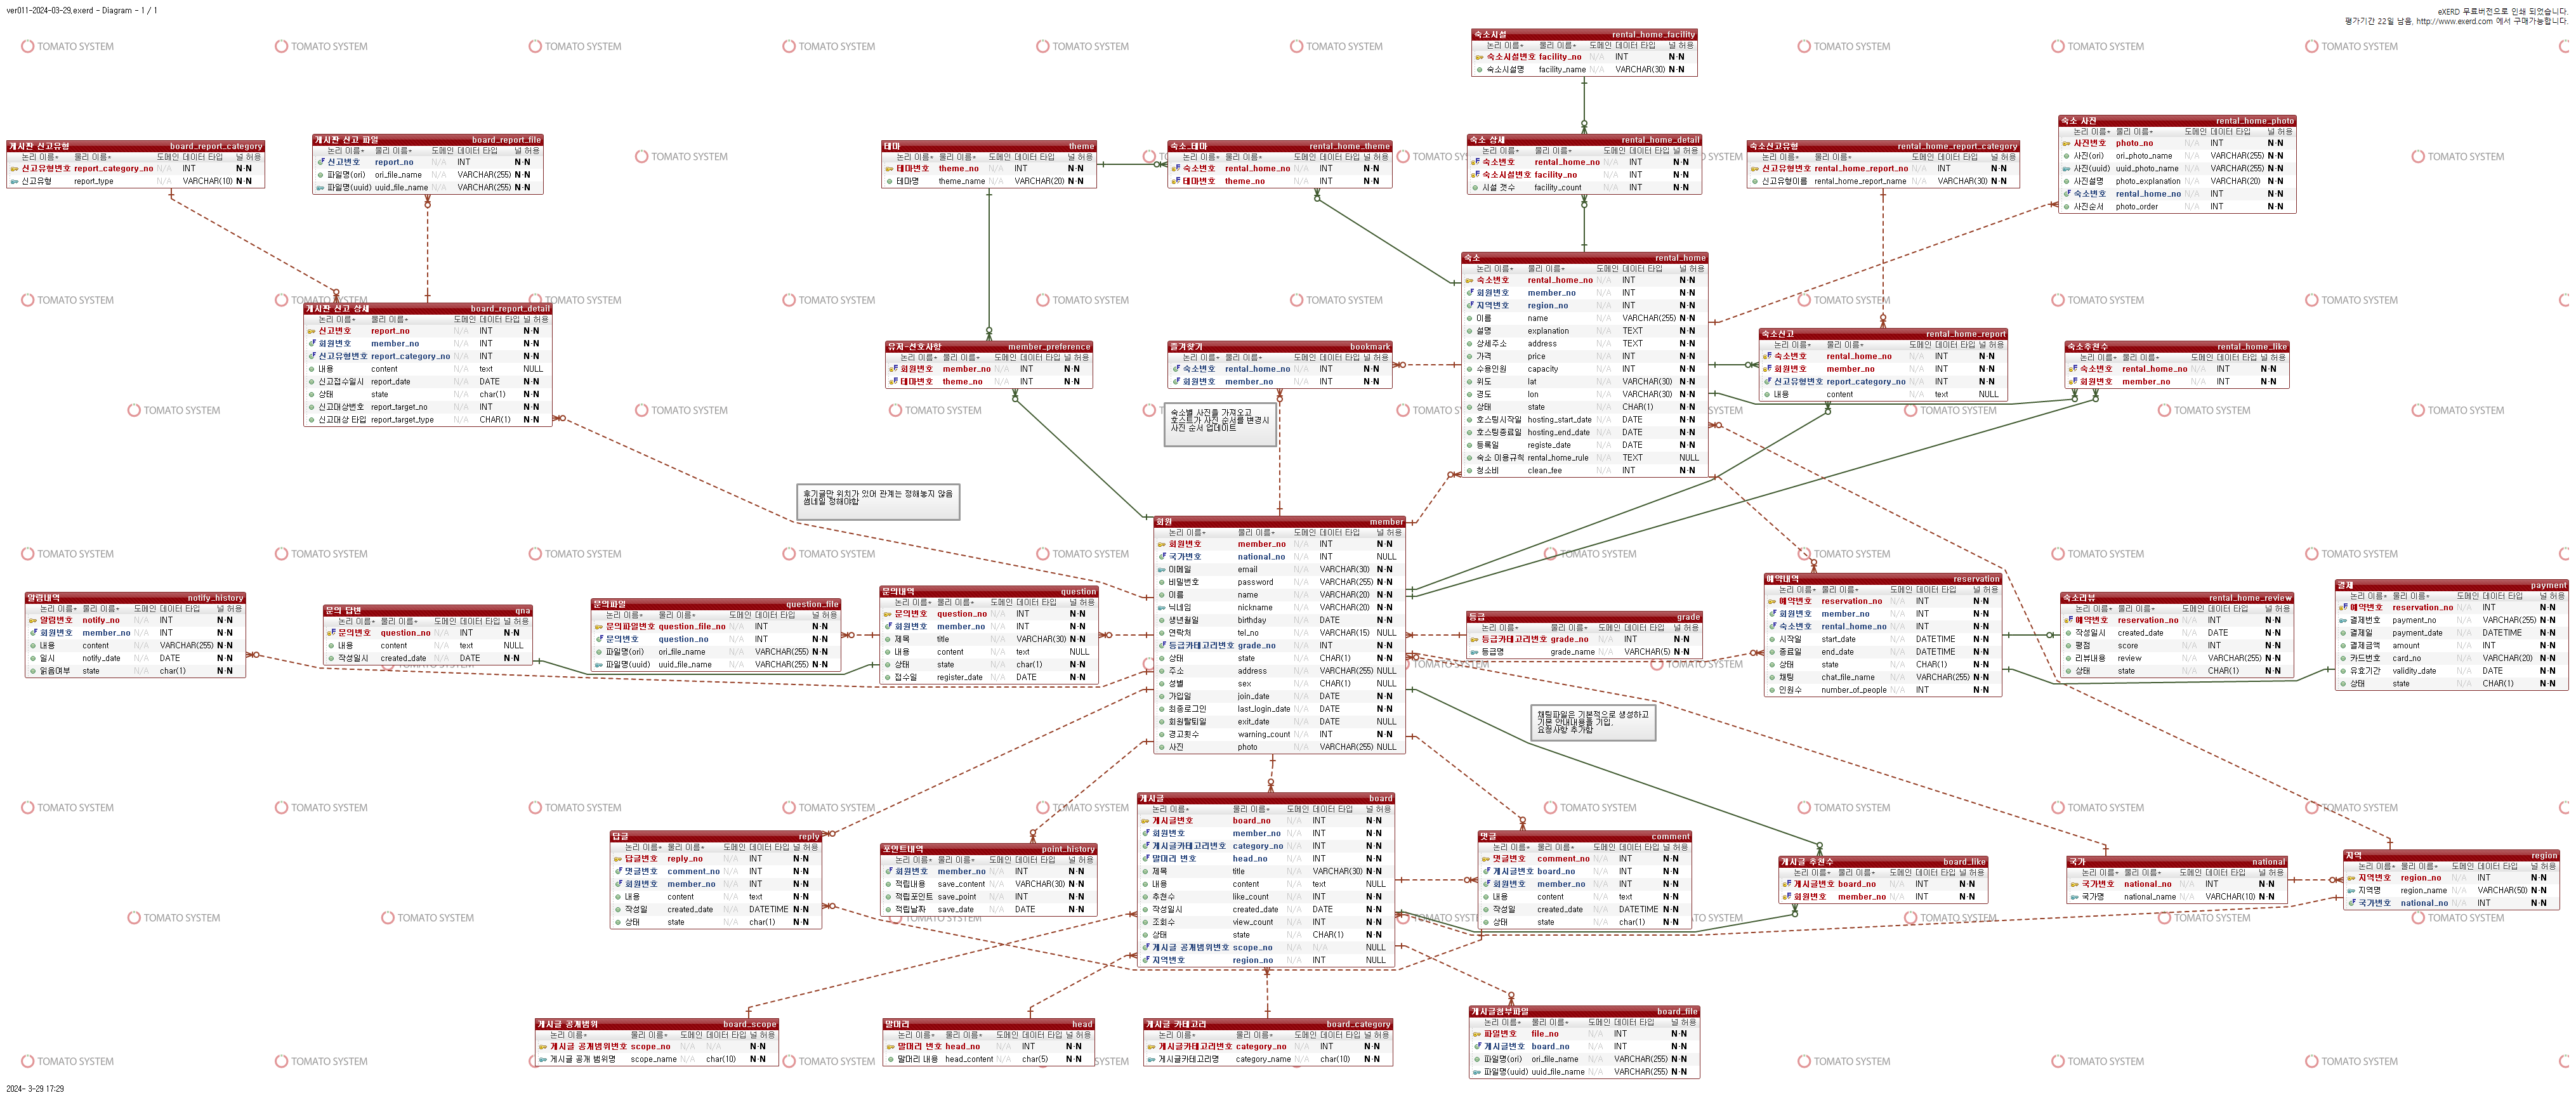 ver011-2024-03-29.exerd - Diagram - 1 / 1
eXERD 무료버전으로 인쇄 되었습니다.
평가기간 22일 남음, http://www.exerd.com 에서 구매가능합니다.
TOMATO SYSTEM
숙소시설 rental_home_facility
논리 이름 물리 이름 도메인 데이터 타입 널 허용
숙소시설번호 facility_no N/A INT N-N
숙소시설명 facility_name N/A VARCHAR(30) N-N
게시판 신고유형 board_report_category
논리 이름 물리 이름 도메인 데이터 타입 널 허용
신고유형번호 report_category_no N/A INT N-N
신고유형 report_type N/A VARCHAR(10) N-N
게시판 신고 파일 board_report_file
논리 이름 물리 이름 도메인 데이터 타입 널 허용
신고번호 report_no N/A INT N-N
파일명(ori) ori_file_name N/A VARCHAR(255) N-N
파일명(uuid) uuid_file_name N/A VARCHAR(255) N-N
테마 theme
논리 이름 물리 이름 도메인 데이터 타입 널 허용
테마번호 theme_no N/A INT N-N
테마명 theme_name N/A VARCHAR(20) N-N
숙소-테마 rental_home_theme
논리 이름 물리 이름 도메인 데이터 타입 널 허용
숙소번호 rental_home_no N/A INT N-N
테마번호 theme_no N/A INT N-N
숙소 상세 rental_home_detail
논리 이름 물리 이름 도메인 데이터 타입 널 허용
숙소번호 rental_home_no N/A INT N-N
숙소시설번호 facility_no N/A INT N-N
시설 갯수 facility_count N/A INT N-N
숙소신고유형 rental_home_report_category
논리 이름 물리 이름 도메인 데이터 타입 널 허용
신고유형번호 rental_home_report_no N/A INT N-N
신고유형이름 rental_home_report_name N/A VARCHAR(30) N-N
숙소 사진 rental_home_photo
논리 이름 물리 이름 도메인 데이터 타입 널 허용
사진번호 photo_no N/A INT N-N
사진(ori) ori_photo_name N/A VARCHAR(255) N-N
사진(uuid) uuid_photo_name N/A VARCHAR(255) N-N
사진설명 photo_explanation N/A VARCHAR(20) N-N
숙소번호 rental_home_no N/A INT N-N
사진순서 photo_order N/A INT N-N
게시판 신고 상세 board_report_detail
논리 이름 물리 이름 도메인 데이터 타입 널 허용
신고번호 report_no N/A INT N-N
회원번호 member_no N/A INT N-N
신고유형번호 report_category_no N/A INT N-N
내용 content N/A text NULL
신고접수일시 report_date N/A DATE N-N
상태 state N/A char(1) N-N
신고대상번호 report_target_no N/A INT N-N
신고대상 타입 report_target_type N/A CHAR(1) N-N
유저-선호사항 member_preference
논리 이름 물리 이름 도메인 데이터 타입 널 허용
회원번호 member_no N/A INT N-N
테마번호 theme_no N/A INT N-N
즐겨찾기 bookmark
논리 이름 물리 이름 도메인 데이터 타입 널 허용
숙소번호 rental_home_no N/A INT N-N
회원번호 member_no N/A INT N-N
숙소별 사진을 가져오고
호스트가 사진 순서를 변경시
사진 순서 업데이트
숙소 rental_home
논리 이름 물리 이름 도메인 데이터 타입 널 허용
숙소번호 rental_home_no N/A INT N-N
회원번호 member_no N/A INT N-N
지역번호 region_no N/A INT N-N
이름 name N/A VARCHAR(255) N-N
설명 explanation N/A TEXT N-N
상세주소 address N/A TEXT N-N
가격 price N/A INT N-N
수용인원 capacity N/A INT N-N
위도 lat N/A VARCHAR(30) N-N
경도 lon N/A VARCHAR(30) N-N
상태 state N/A CHAR(1) N-N
호스팅시작일 hosting_start_date N/A DATE N-N
호스팅종료일 hosting_end_date N/A DATE N-N
등록일 registe_date N/A DATE N-N
숙소 이용규칙 rental_home_rule N/A TEXT NULL
청소비 clean_fee N/A INT N-N
숙소신고 rental_home_report
논리 이름 물리 이름 도메인 데이터 타입 널 허용
숙소번호 rental_home_no N/A INT N-N
회원번호 member_no N/A INT N-N
신고유형번호 report_category_no N/A INT N-N
내용 content N/A text NULL
숙소추천수 rental_home_like
논리 이름 물리 이름 도메인 데이터 타입 널 허용
숙소번호 rental_home_no N/A INT N-N
회원번호 member_no N/A INT N-N
후기글만 위치가 있어 관계는 정해놓지 않음
썸네일 정해야함
회원 member
논리 이름 물리 이름 도메인 데이터 타입 널 허용
회원번호 member_no N/A INT N-N
국가번호 national_no N/A INT NULL
이메일 email N/A VARCHAR(30) N-N
비밀번호 password N/A VARCHAR(255) N-N
이름 name N/A VARCHAR(20) N-N
닉네임 nickname N/A VARCHAR(20) N-N
생년월일 birthday N/A DATE N-N
연락처 tel_no N/A VARCHAR(15) NULL
등급카테고리번호 grade_no N/A INT N-N
상태 state N/A CHAR(1) N-N
주소 address N/A VARCHAR(255) NULL
성별 sex N/A CHAR(1) NULL
가입일 join_date N/A DATE N-N
최종로그인 last_login_date N/A DATE N-N
회원탈퇴일 exit_date N/A DATE NULL
경고횟수 warning_count N/A INT N-N
사진 photo N/A VARCHAR(255) NULL
알람내역 notify_history
논리 이름 물리 이름 도메인 데이터 타입 널 허용
알람번호 notify_no N/A INT N-N
회원번호 member_no N/A INT N-N
내용 content N/A VARCHAR(255) N-N
일시 notify_date N/A DATE N-N
읽음여부 state N/A char(1) N-N
문의 답변 qna
논리 이름 물리 이름 도메인 데이터 타입 널 허용
문의번호 question_no N/A INT N-N
내용 content N/A text NULL
작성일시 created_date N/A DATE N-N
문의파일 question_file
논리 이름 물리 이름 도메인 데이터 타입 널 허용
문의파일번호 question_file_no N/A INT N-N
문의번호 question_no N/A INT N-N
파일명(ori) ori_file_name N/A VARCHAR(255) N-N
파일명(uuid) uuid_file_name N/A VARCHAR(255) N-N
문의내역 question
논리 이름 물리 이름 도메인 데이터 타입 널 허용
문의번호 question_no N/A INT N-N
회원번호 member_no N/A INT N-N
제목 title N/A VARCHAR(30) N-N
내용 content N/A text NULL
상태 state N/A char(1) N-N
접수일 register_date N/A DATE N-N
등급 grade
논리 이름 물리 이름 도메인 데이터 타입 널 허용
등급카테고리번호 grade_no N/A INT N-N
등급명 grade_name N/A VARCHAR(5) N-N
예약내역 reservation
논리 이름 물리 이름 도메인 데이터 타입 널 허용
예약번호 reservation_no N/A INT N-N
회원번호 member_no N/A INT N-N
숙소번호 rental_home_no N/A INT N-N
시작일 start_date N/A DATETIME N-N
종료일 end_date N/A DATETIME N-N
상태 state N/A CHAR(1) N-N
채팅 chat_file_name N/A VARCHAR(255) N-N
인원수 number_of_people N/A INT N-N
숙소리뷰 rental_home_review
논리 이름 물리 이름 도메인 데이터 타입 널 허용
예약번호 reservation_no N/A INT N-N
작성일시 created_date N/A DATE N-N
평점 score N/A INT N-N
리뷰내용 review N/A VARCHAR(255) N-N
상태 state N/A CHAR(1) N-N
결제 payment
논리 이름 물리 이름 도메인 데이터 타입 널 허용
예약번호 reservation_no N/A INT N-N
결제번호 payment_no N/A VARCHAR(255) N-N
결제일 payment_date N/A DATETIME N-N
결제금액 amount N/A INT N-N
카드번호 card_no N/A VARCHAR(20) N-N
유효기간 validity_date N/A DATE N-N
상태 state N/A CHAR(1) N-N
채팅파일은 기본적으로 생성하고
기본 안내내용을 기입,
요청사항 추가함
답글 reply
논리 이름 물리 이름 도메인 데이터 타입 널 허용
답글번호 reply_no N/A INT N-N
댓글번호 comment_no N/A INT N-N
회원번호 member_no N/A INT N-N
내용 content N/A text N-N
작성일 created_date N/A DATETIME N-N
상태 state N/A char(1) N-N
포인트내역 point_history
논리 이름 물리 이름 도메인 데이터 타입 널 허용
회원번호 member_no N/A INT N-N
적립내용 save_content N/A VARCHAR(30) N-N
적립포인트 save_point N/A INT N-N
적립날짜 save_date N/A DATE N-N
게시글 board
논리 이름 물리 이름 도메인 데이터 타입 널 허용
게시글번호 board_no N/A INT N-N
회원번호 member_no N/A INT N-N
게시글카테고리번호 category_no N/A INT N-N
말머리 번호 head_no N/A INT N-N
제목 title N/A VARCHAR(30) N-N
내용 content N/A text NULL
추천수 like_count N/A INT N-N
작성일시 created_date N/A DATE N-N
조회수 view_count N/A INT N-N
상태 state N/A CHAR(1) N-N
게시글 공개범위번호 scope_no N/A N/A NULL
지역번호 region_no N/A INT NULL
댓글 comment
논리 이름 물리 이름 도메인 데이터 타입 널 허용
댓글번호 comment_no N/A INT N-N
게시글번호 board_no N/A INT N-N
회원번호 member_no N/A INT N-N
내용 content N/A text N-N
작성일 created_date N/A DATETIME N-N
상태 state N/A char(1) N-N
게시글 추천수 board_like
논리 이름 물리 이름 도메인 데이터 타입 널 허용
게시글번호 board_no N/A INT N-N
회원번호 member_no N/A INT N-N
국가 national
논리 이름 물리 이름 도메인 데이터 타입 널 허용
국가번호 national_no N/A INT N-N
국가명 national_name N/A VARCHAR(10) N-N
지역 region
논리 이름 물리 이름 도메인 데이터 타입 널 허용
지역번호 region_no N/A INT N-N
지역명 region_name N/A VARCHAR(50) N-N
국가번호 national_no N/A INT N-N
게시글 공개범위 board_scope
논리 이름 물리 이름 도메인 데이터 타입 널 허용
게시글 공개범위번호 scope_no N/A N/A N-N
게시글 공개 범위명 scope_name N/A char(10) N-N
말머리 head
논리 이름 물리 이름 도메인 데이터 타입 널 허용
말머리 번호 head_no N/A INT N-N
말머리 내용 head_content N/A char(5) N-N
게시글 카테고리 board_category
논리 이름 물리 이름 도메인 데이터 타입 널 허용
게시글카테고리번호 category_no N/A INT N-N
게시글카테고리명 category_name N/A char(10) N-N
게시글첨부파일 board_file
논리 이름 물리 이름 도메인 데이터 타입 널 허용
파일번호 file_no N/A INT N-N
게시글번호 board_no N/A INT N-N
파일명(ori) ori_file_name N/A VARCHAR(255) N-N
파일명(uuid) uuid_file_name N/A VARCHAR(255) N-N
2024- 3-29 17:29